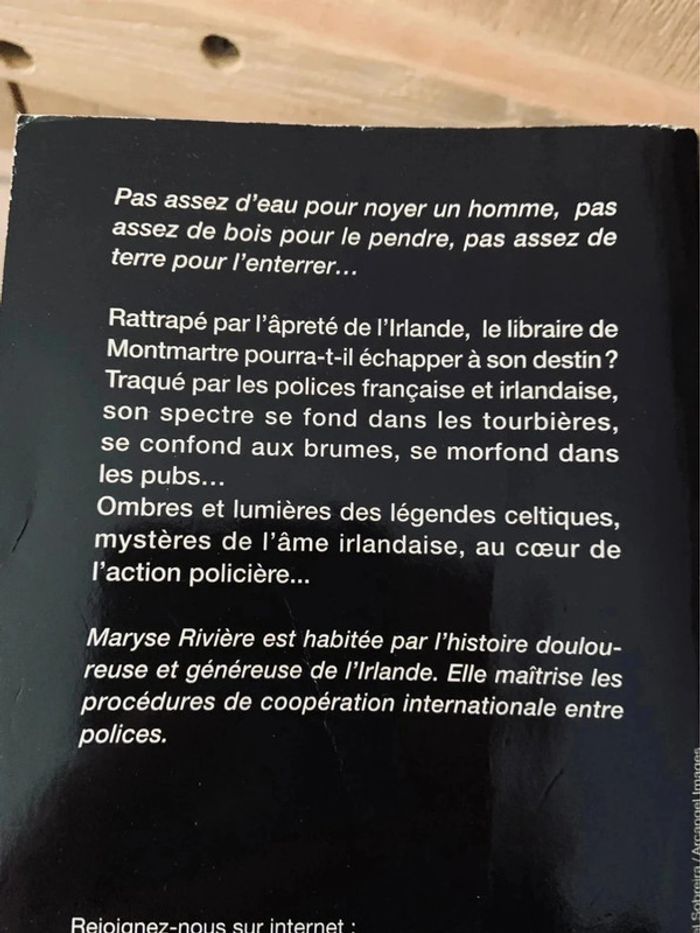 Pas assez d'eau pour noyer un homme, pas
assez de bois pour le pendre, pas assez de
terre pour l'enterrer...
Rattrapé par l'âpreté de l'Irlande, le libraire de
Montmartre pourra-t-il échapper à son destin ?
Traqué par les polices française et irlandaise,
son spectre se fond dans les tourbières,
se confond aux brumes, se morfond dans
les pubs...
Ombres et lumières des légendes celtiques,
mystères de l'âme irlandaise, au cœur de
l'action policière...
Maryse Rivière est habitée par l'histoire doulou-
reuse et généreuse de l'Irlande. Elle maîtrise les
procédures de coopération internationale entre
polices.
Rejoignez-nous sur internet :
Sobreira / Arcangel Images